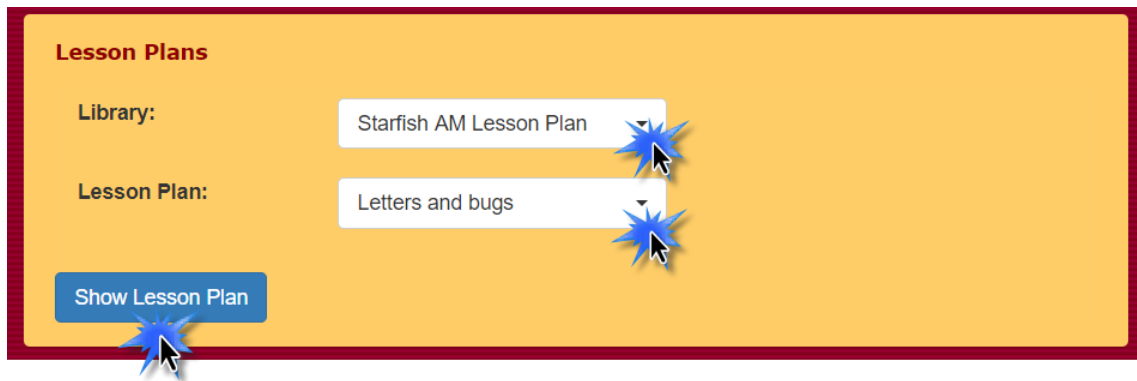 Lesson Plans
Library:
Starfish AM Lesson Plan
Lesson Plan:
Letters and bugs
Show Lesson Plan